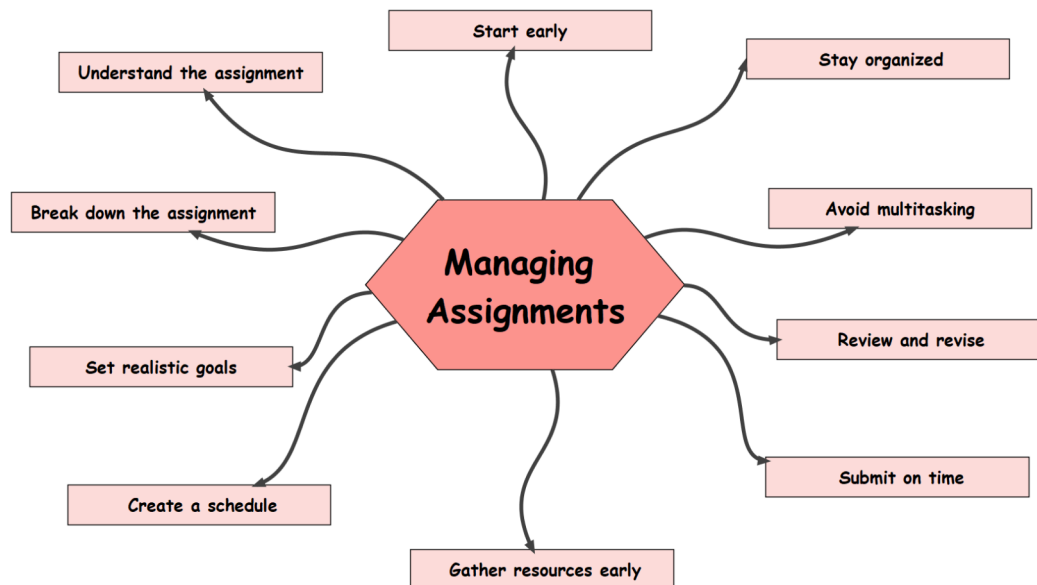 Start early
Understand the assignment
Stay organized
Break down the assignment
Avoid multitasking
Managing
Assignments
Set realistic goals
Review and revise
Create a schedule
Submit on time
Gather resources early